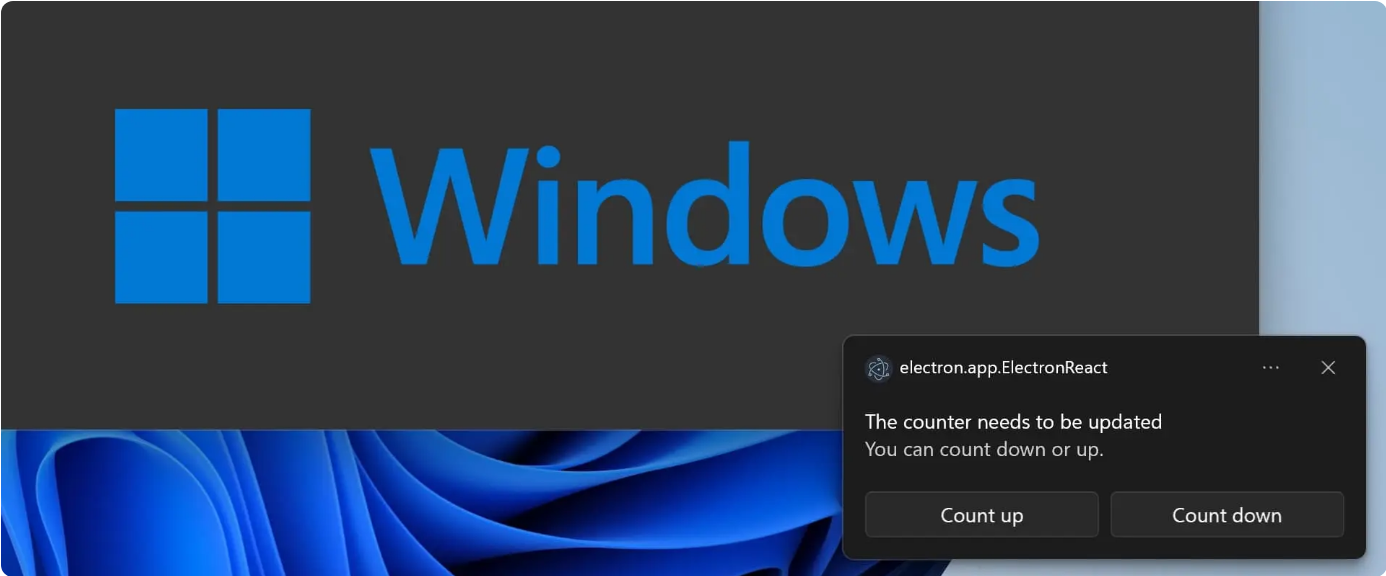 Windows
electron.app.ElectronReact
The counter needs to be updated
You can count down or up.
Count up
Count down